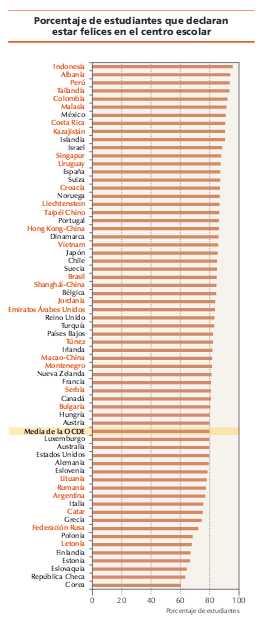 Porcentaje de estudiantes que declaran
estar felices en el centro escolar
Indonesia
Albania
Perú
Tailandia
Colombia
Malasia
México
Costa Rica
Kazajistán
Islandia
Israel
Singapur
Uruguay
España
Suiza
Croacia
Noruega
Liechtenstein
Taipéi Chino
Portugal
Hong Kong-China
Dinamarca
Vietnam
Japón
Chile
Suecia
Brasil
Shanghái-China
Bélgica
Jordania
Emiratos Árabes Unidos
Reino Unido
Turquía
Países Bajos
Túnez
Irlanda
Macao-China
Montenegro
Nueva Zelanda
Francia
Serbia
Canadá
Bulgaria
Hungría
Austria
Media de la OCDE
Luxemburgo
Australia
Estados Unidos
Alemania
Eslovenia
Lituania
Rumanía
Argentina
Italia
Catar
Grecia
Federación Rusa
Polonia
Letonia
Finlandia
Estonia
Eslovaquia
República Checa
Corea
0 20 40 60 80 100
Porcentaje de estudiantes